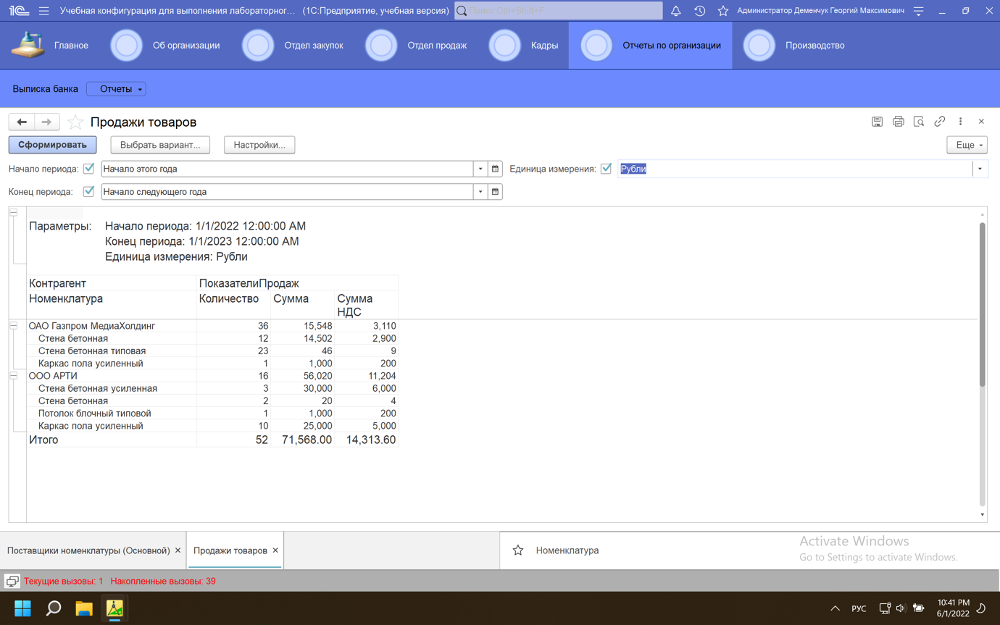 1С Учебная конфигурация для выполнения лабораторног... (1С:Предприятие, учебная версия) Поиск Ctrl+Shift+F Администратор Деменчук Георгий Максимович
Главное Об организации Отдел закупок Отдел продаж Кадры Отчеты по организации Производство
Выписка банка Отчеты
Продажи товаров
Сформировать Выбрать вариант... Настройки... Еще
Начало периода: Начало этого года Единица измерения: Рубли
Конец периода: Начало следующего года
Параметры: Начало периода: 1/1/2022 12:00:00 AM
Конец периода: 1/1/2023 12:00:00 AM
Единица измерения: Рубли
Контрагент ПоказателиПродаж
Номенклатура Количество Сумма Сумма НДС
ОАО Газпром МедиаХолдинг 36 15,548 3,110
Стена бетонная 12 14,502 2,900
Стена бетонная типовая 23 46 9
Каркас пола усиленный 1 1,000 200
ООО АРТИ 16 56,020 11,204
Стена бетонная усиленная 3 30,000 6,000
Стена бетонная 2 20 4
Потолок блочный типовой 1 1,000 200
Каркас пола усиленный 10 25,000 5,000
Итого 52 71,568.00 14,313.60
Поставщики номенклатуры (Основной) Продажи товаров Номенклатура
Activate Windows
Go to Settings to activate Windows.
Текущие вызовы: 1 Накопленные вызовы: 39
РУС 10:41 PM
6/1/2022